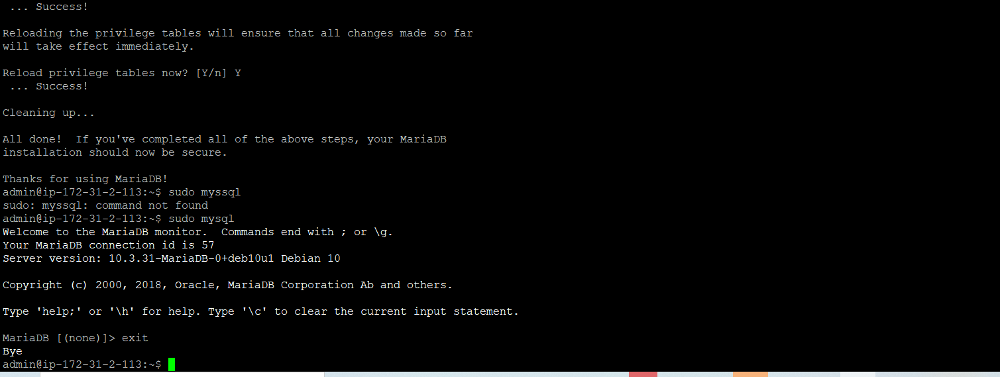 ... Success!
Reloading the privilege tables will ensure that all changes made so far
will take effect immediately.
Reload privilege tables now? [Y/n] Y
... Success!
Cleaning up...
All done!  If you've completed all of the above steps, your MariaDB
installation should now be secure.
Thanks for using MariaDB!
admin@ip-172-31-2-113:~$ sudo myssql
sudo: myssql: command not found
admin@ip-172-31-2-113:~$ sudo mysql
Welcome to the MariaDB monitor.  Commands end with ; or \g.
Your MariaDB connection id is 57
Server version: 10.3.31-MariaDB-0+deb10u1 Debian 10
Copyright (c) 2000, 2018, Oracle, MariaDB Corporation Ab and others.
Type 'help;' or '\h' for help. Type '\c' to clear the current input statement.
MariaDB [(none)]> exit
Bye
admin@ip-172-31-2-113:~$